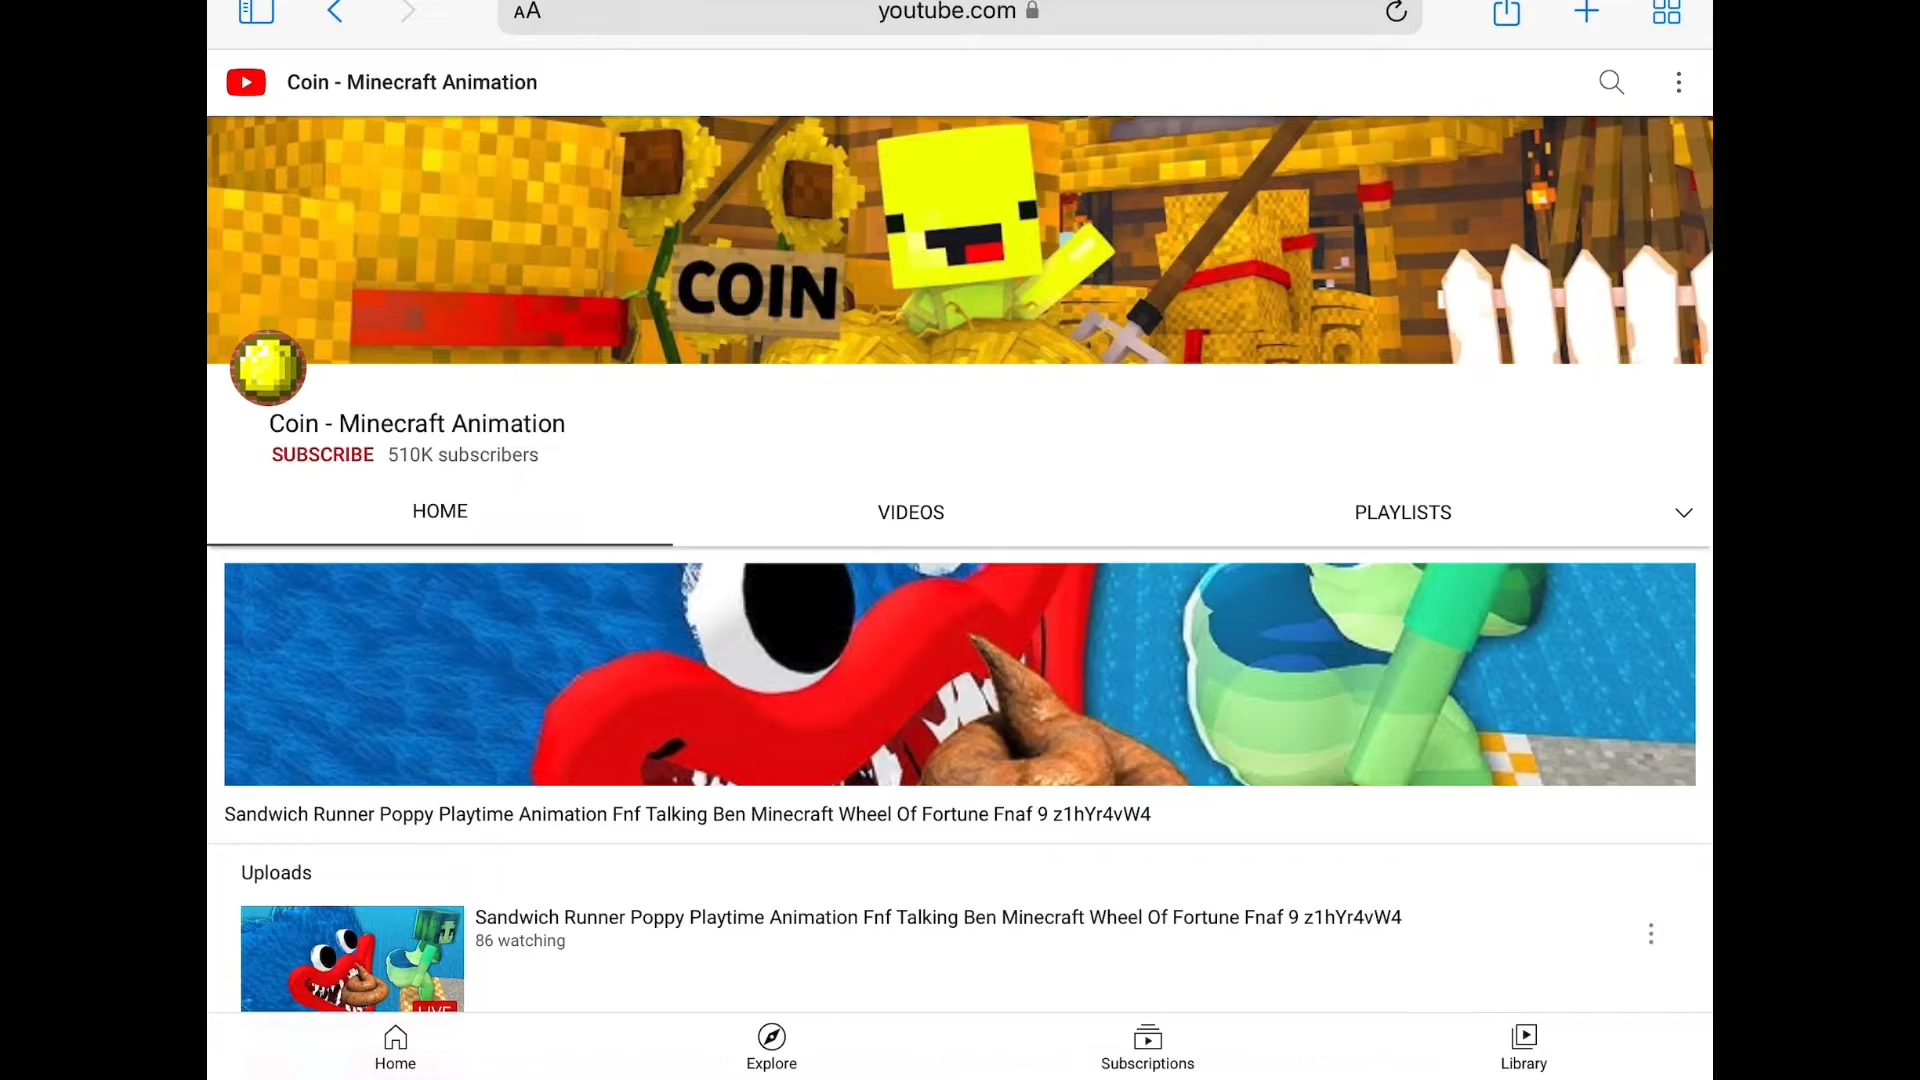 AA
youtube.com
Coin - Minecraft Animation
COIN
Coin - Minecraft Animation
SUBSCRIBE 510K subscribers
HOME VIDEOS PLAYLISTS
Sandwich Runner Poppy Playtime Animation Fnf Talking Ben Minecraft Wheel Of Fortune Fnaf 9 z1hYr4vW4
Uploads
Sandwich Runner Poppy Playtime Animation Fnf Talking Ben Minecraft Wheel Of Fortune Fnaf 9 z1hYr4vW4
86 watching
LIVE
Home Explore Subscriptions Library